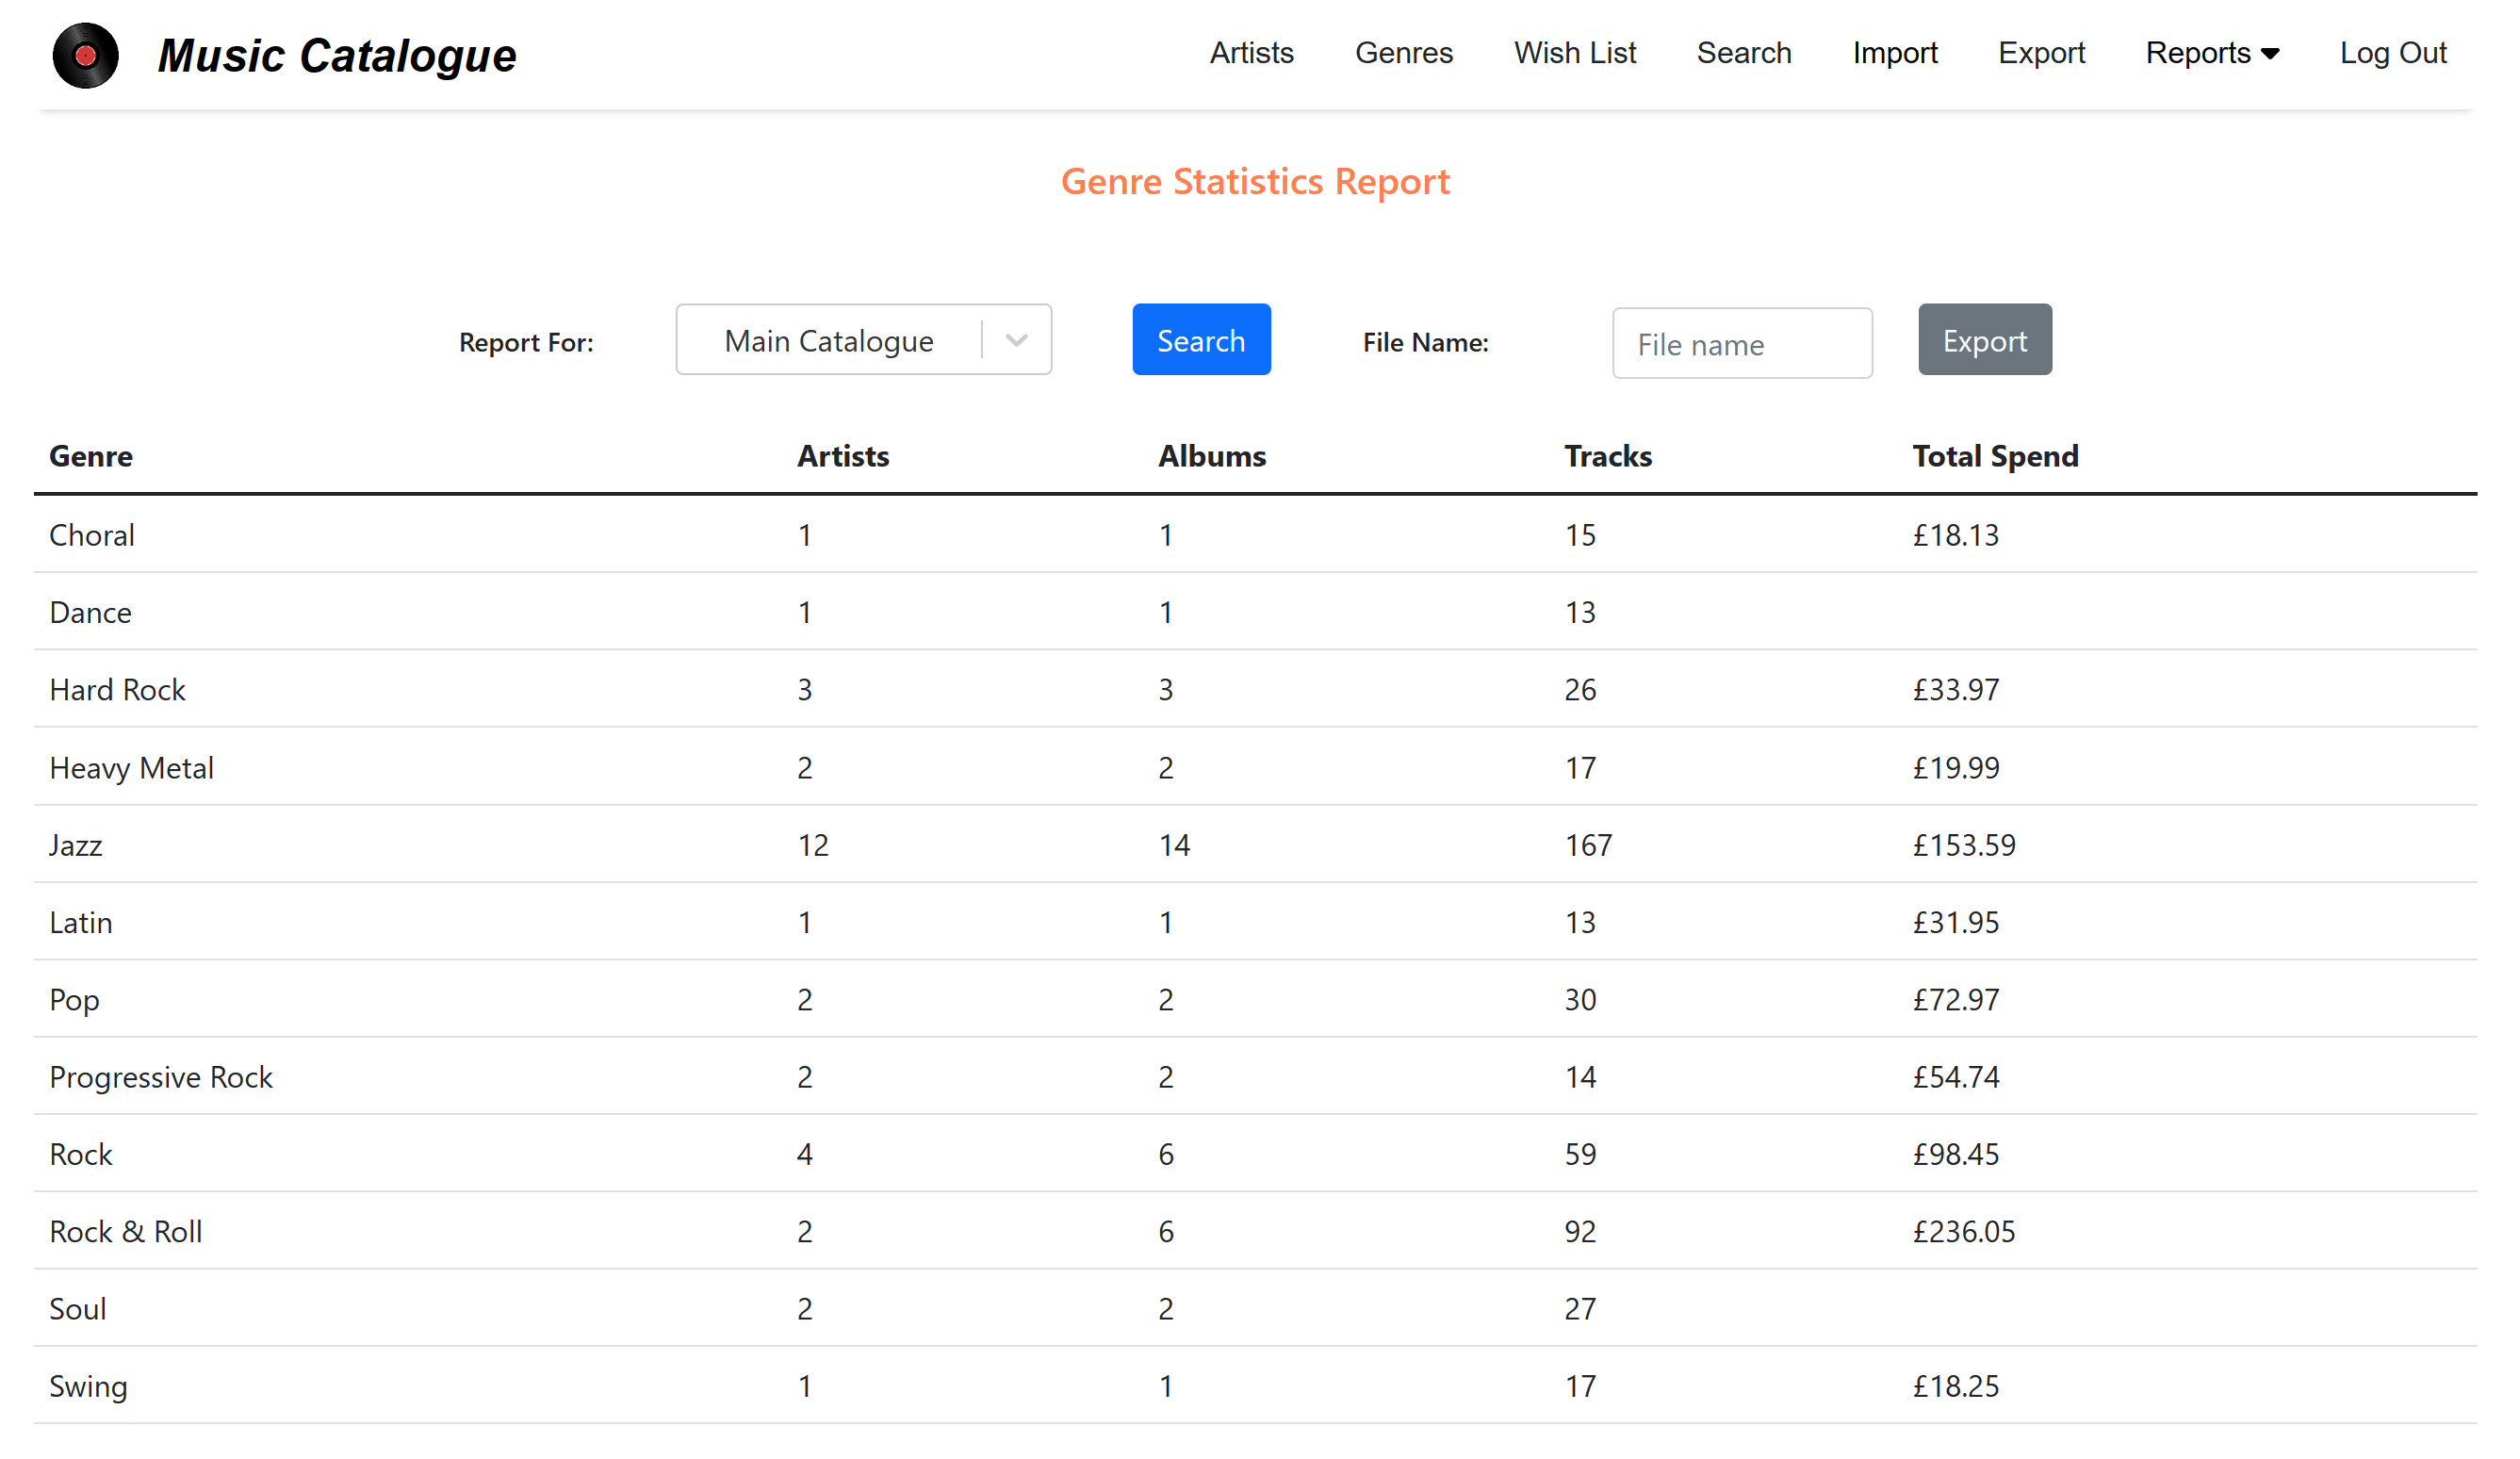 Music Catalogue Artists Genres Wish List Search Import Export Reports Log Out
Genre Statistics Report
Report For: Main Catalogue Search File Name: File name Export
Genre Artists Albums Tracks Total Spend
Choral 1 1 15 £18.13
Dance 1 1 13
Hard Rock 3 3 26 £33.97
Heavy Metal 2 2 17 £19.99
Jazz 12 14 167 £153.59
Latin 1 1 13 £31.95
Pop 2 2 30 £72.97
Progressive Rock 2 2 14 £54.74
Rock 4 6 59 £98.45
Rock & Roll 2 6 92 £236.05
Soul 2 2 27
Swing 1 1 17 £18.25